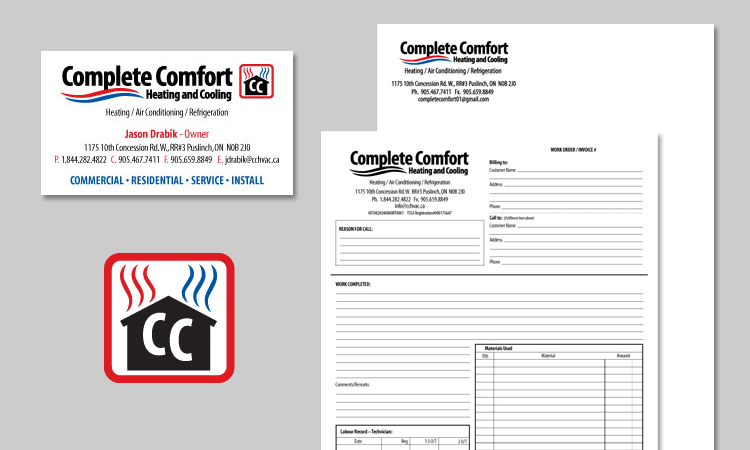 Complete Comfort
Heating and Cooling
CC
Heating / Air Conditioning / Refrigeration
Jason Drabik - Owner
1175 10th Concession Rd. W., RR#3 Puslinch, ON N0B 2J0
P. 1.844.282.4822 C. 905.467.7411 F. 905.659.8849 E. jdrabik@cchvac.ca
COMMERCIAL • RESIDENTIAL • SERVICE • INSTALL
CC
Complete Comfort
Heating and Cooling
Heating / Air Conditioning / Refrigeration
1175 10th Concession Rd. W., RR#3 Puslinch, ON N0B 2J0
Ph. 905.467.7411 Fx. 905.659.8849
completecomfort01@gmail.com
Complete Comfort
Heating and Cooling
Heating / Air Conditioning / Refrigeration
1175 10th Concession Rd. W., RR#3 Puslinch, ON N0B 2J0
Ph. 1.844.282.4822 Fx. 905.659.8849
info@cchvac.ca
WORK ORDER / INVOICE #
Billing to:
Customer Name
Address
Phone
Call to: (if different from above)
Customer Name
Address
Phone
REASON FOR CALL:
WORK COMPLETED:
Comments/Remarks
Materials Used
Qty. Material Amount
Labour Record – Technician:
Date Reg. 1.5 O/T 2 O/T